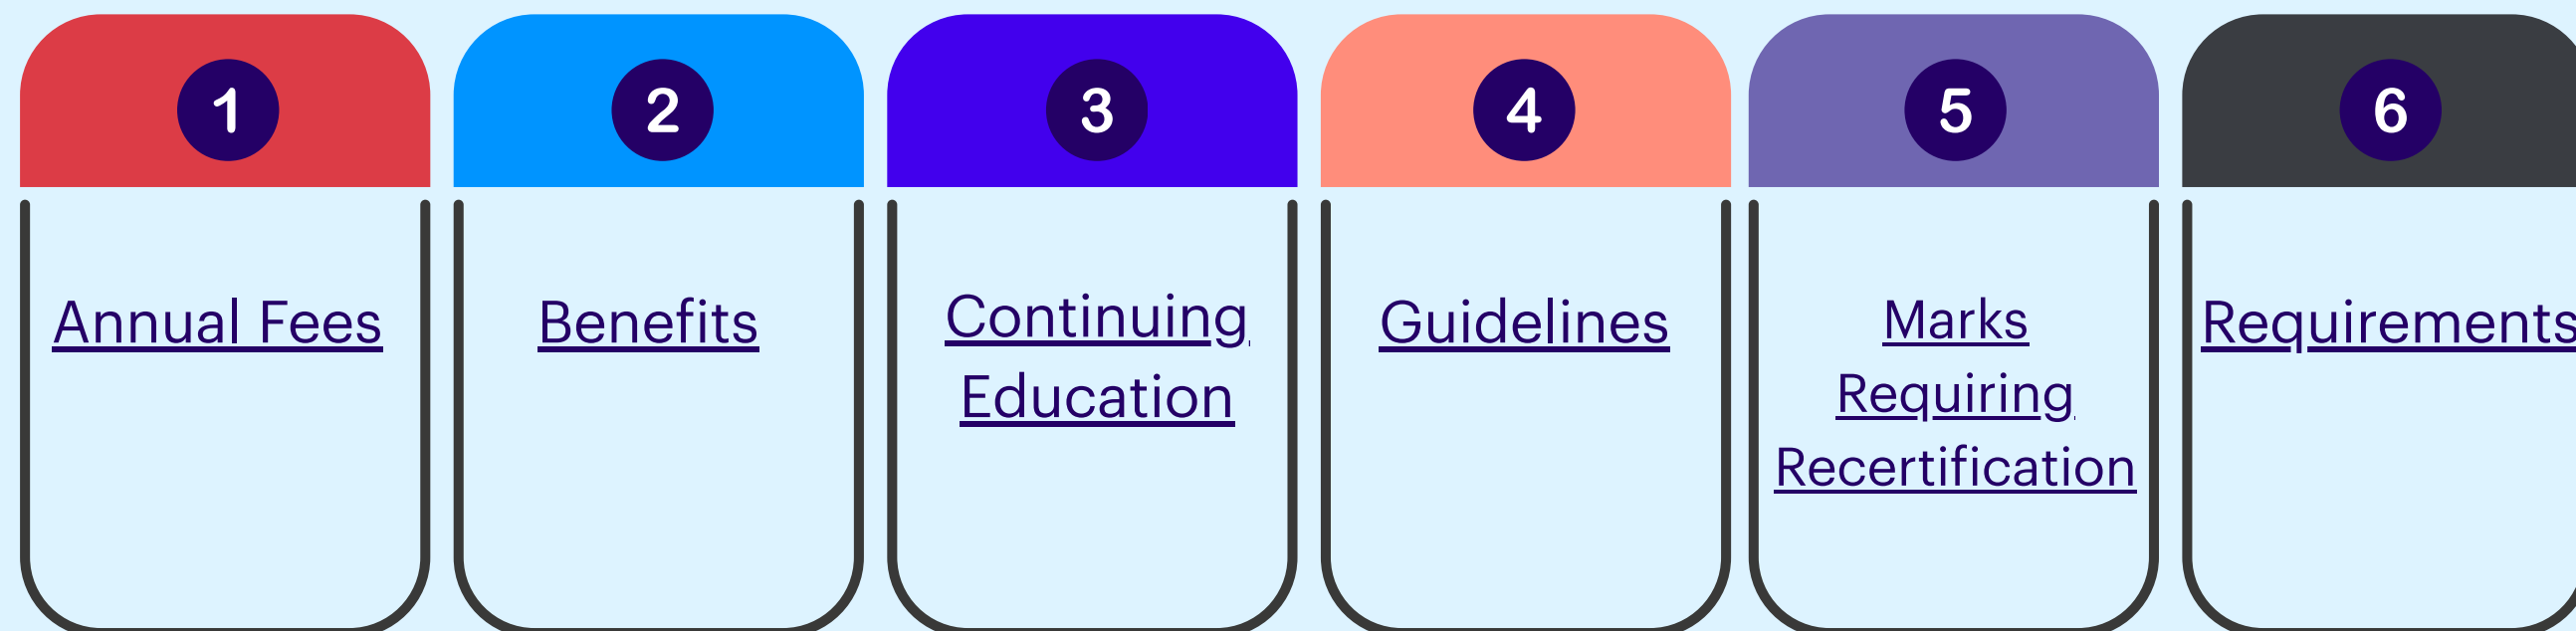 1
2
3
4
5
6
Annual Fees
Benefits
Continuing
Education
Guidelines
Marks
Requiring
Recertification
Requirements